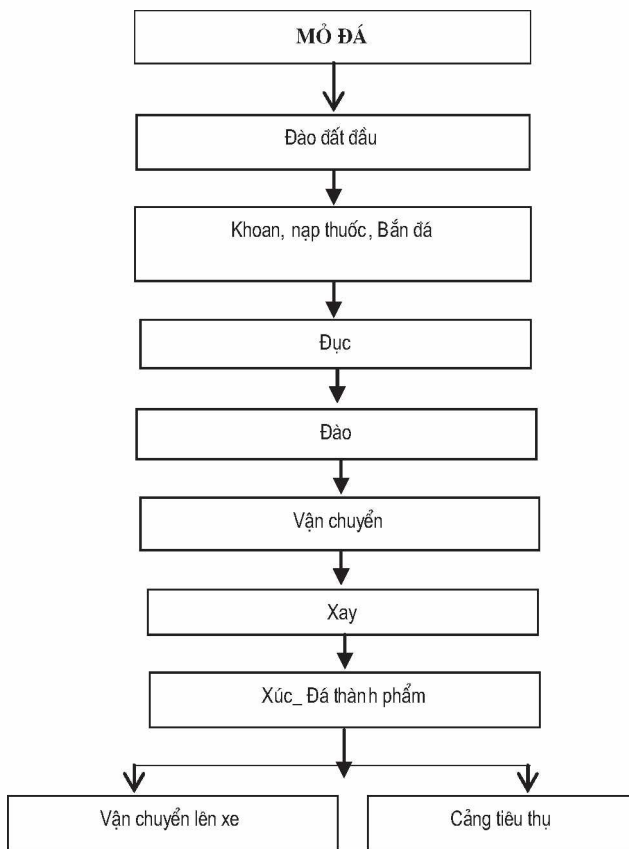 MỎ ĐÁ
Đào đất đầu
Khoan, nạp thuốc, Bắn đá
Đục
Đào
Vận chuyển
Xay
Xúc_ Đá thành phẩm
Vận chuyển lên xe
Cảng tiêu thụ